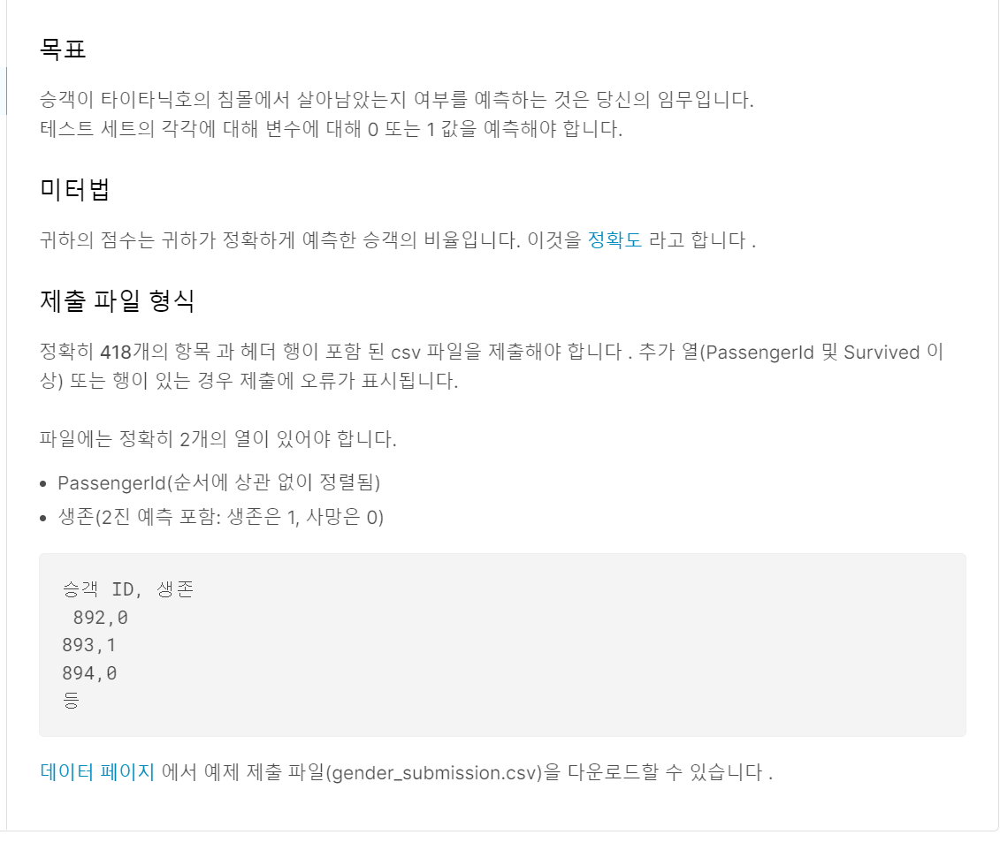 목표
승객이 타이타닉호의 침몰에서 살아남았는지 여부를 예측하는 것은 당신의 임무입니다.
테스트 세트의 각각에 대해 변수에 대해 0 또는 1 값을 예측해야 합니다.
미터법
귀하의 점수는 귀하가 정확하게 예측한 승객의 비율입니다. 이것을 정확도 라고 합니다 .
제출 파일 형식
정확히 418개의 항목 과 헤더 행이 포함 된 csv 파일을 제출해야 합니다 . 추가 열(PassengerId 및 Survived 이
상) 또는 행이 있는 경우 제출에 오류가 표시됩니다.
파일에는 정확히 2개의 열이 있어야 합니다.
• PassengerId(순서에 상관 없이 정렬됨)
• 생존(2진 예측 포함: 생존은 1, 사망은 0)
승객 ID, 생존
892,0
893,1
894,0
등
데이터 페이지 에서 예제 제출 파일(gender_submission.csv)을 다운로드할 수 있습니다 .